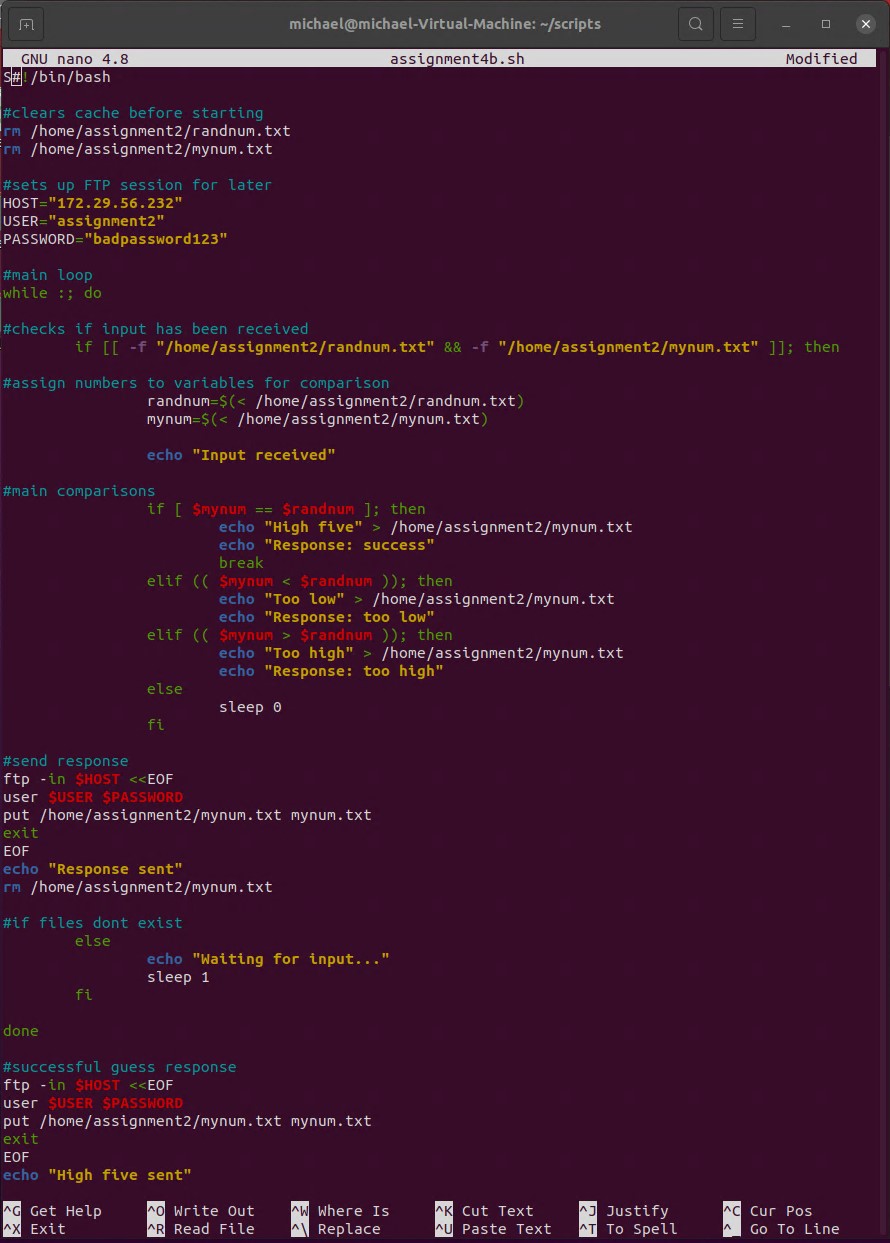 michael@michael-Virtual-Machine: ~/scripts
GNU nano 4.8 assignment4b.sh Modified
S#!/bin/bash
#clears cache before starting
rm /home/assignment2/randnum.txt
rm /home/assignment2/mynum.txt
#sets up FTP session for later
HOST="172.29.56.232"
USER="assignment2"
PASSWORD="badpassword123"
#main loop
while :; do
#checks if input has been received
if [[ -f "/home/assignment2/randnum.txt" && -f "/home/assignment2/mynum.txt" ]]; then
#assign numbers to variables for comparison
randnum=$(< /home/assignment2/randnum.txt)
mynum=$(< /home/assignment2/mynum.txt)
echo "Input received"
#main comparisons
if [ $mynum == $randnum ]; then
echo "High five" > /home/assignment2/mynum.txt
echo "Response: success"
break
elif (( $mynum < $randnum )); then
echo "Too low" > /home/assignment2/mynum.txt
echo "Response: too low"
elif (( $mynum > $randnum )); then
echo "Too high" > /home/assignment2/mynum.txt
echo "Response: too high"
else
sleep 0
fi
#send response
ftp -in $HOST <<EOF
user $USER $PASSWORD
put /home/assignment2/mynum.txt mynum.txt
exit
EOF
echo "Response sent"
rm /home/assignment2/mynum.txt
#if files dont exist
else
echo "Waiting for input..."
sleep 1
fi
done
#successful guess response
ftp -in $HOST <<EOF
user $USER $PASSWORD
put /home/assignment2/mynum.txt mynum.txt
exit
EOF
echo "High five sent"
^G Get Help ^O Write Out ^W Where Is ^K Cut Text ^J Justify ^C Cur Pos
^X Exit ^R Read File ^\ Replace ^U Paste Text ^T To Spell ^_ Go To Line